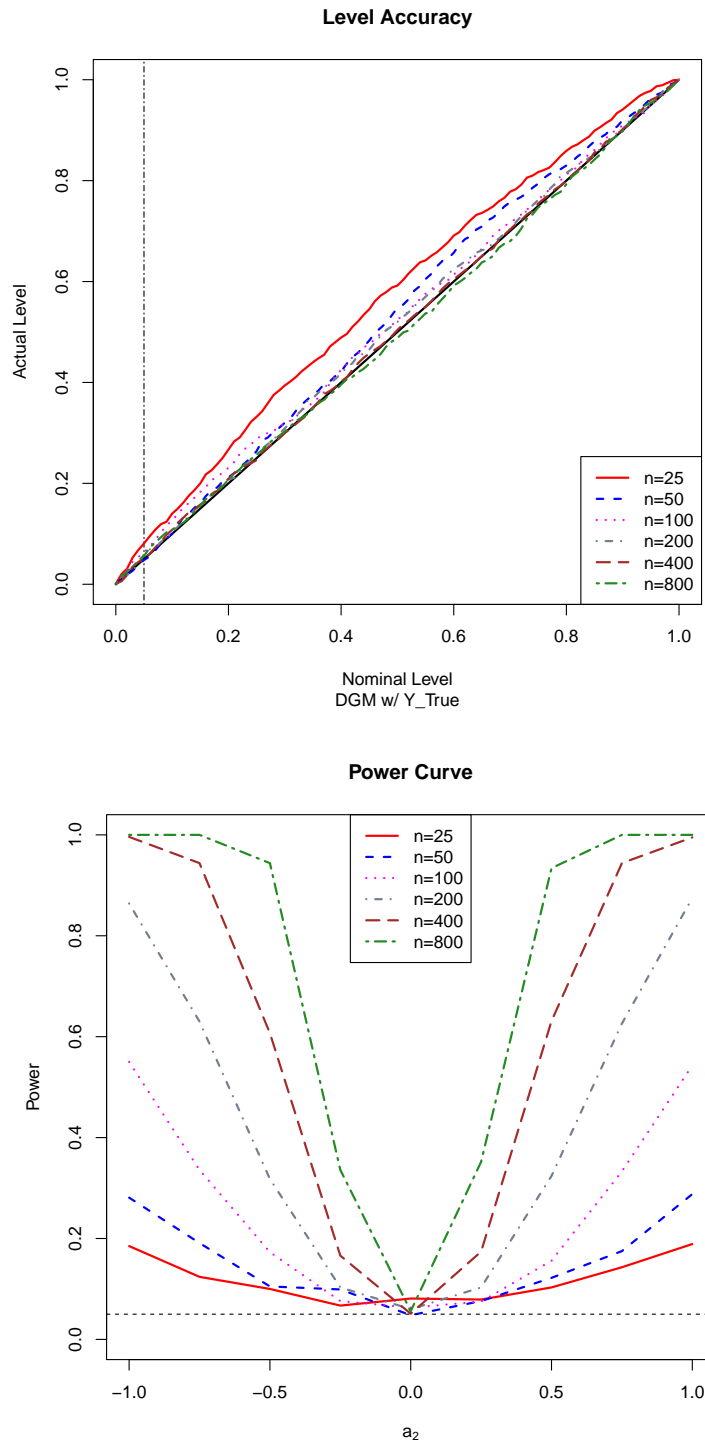 Level Accuracy
1.0
0.8
0.6
0.4
0.2
0.0
Actual Level
n=25
n=50
n=100
n=200
n=400
n=800
0.0 0.2 0.4 0.6 0.8 1.0
Nominal Level
DGM w/ Y_True
Power Curve
1.0
0.8
0.6
0.4
0.2
0.0
Power
n=25
n=50
n=100
n=200
n=400
n=800
−1.0 −0.5 0.0 0.5 1.0
a₂